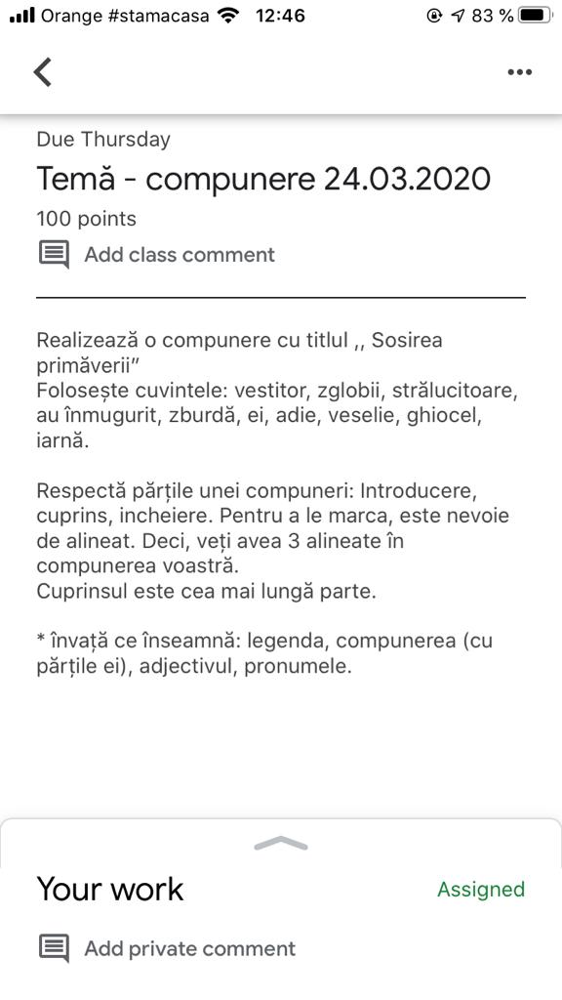 Orange #stamacasa 12:46 83 %
Due Thursday
Temă - compunere 24.03.2020
100 points
Add class comment
Realizează o compunere cu titlul ,, Sosirea
primăverii”
Folosește cuvintele: vestitor, zglobii, strălucitoare,
au înmugurit, zburdă, ei, adie, veselie, ghiocel,
iarnă.
Respectă părțile unei compuneri: Introducere,
cuprins, incheiere. Pentru a le marca, este nevoie
de alineat. Deci, veți avea 3 alineate în
compunerea voastră.
Cuprinsul este cea mai lungă parte.
* învață ce înseamnă: legenda, compunerea (cu
părțile ei), adjectivul, pronumele.
Your work Assigned
Add private comment